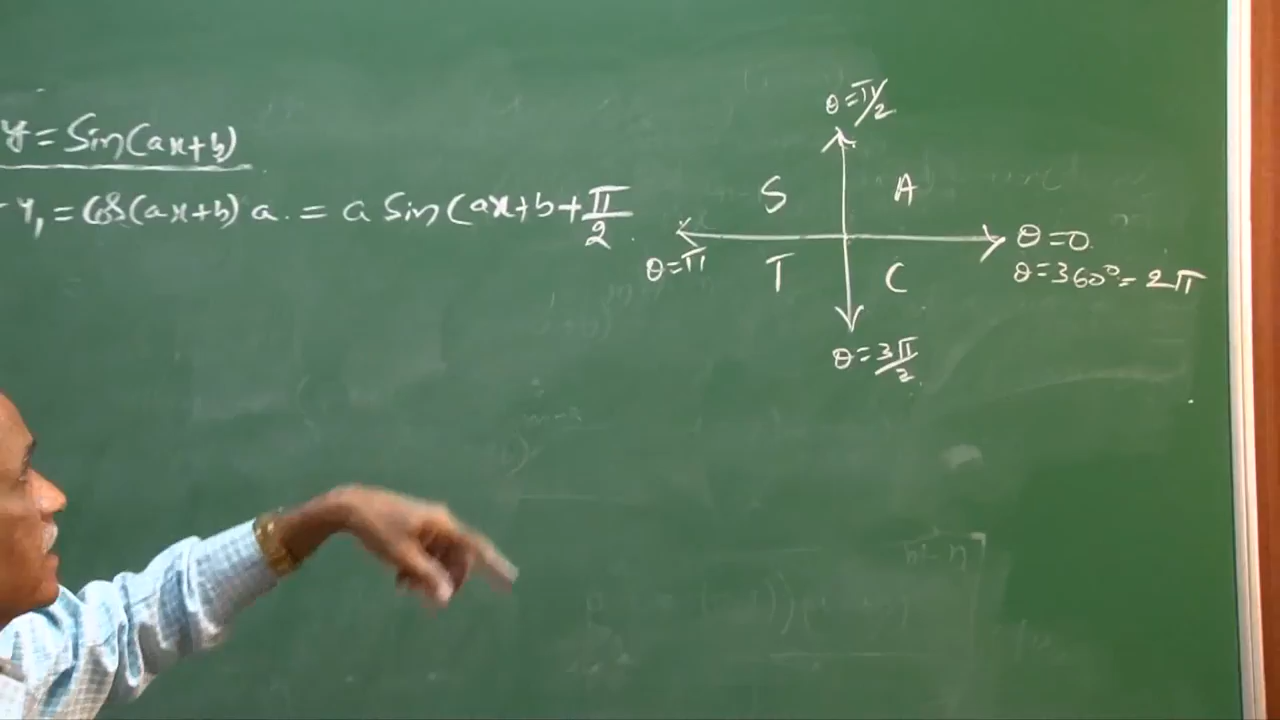 y = Sin(ax+b)
y₁ = Cos(ax+b) a. = a Sin(ax+b+π/2
θ=π/2
S A
θ=π
θ=0.
T C
θ=360°=2π
θ=3π/2